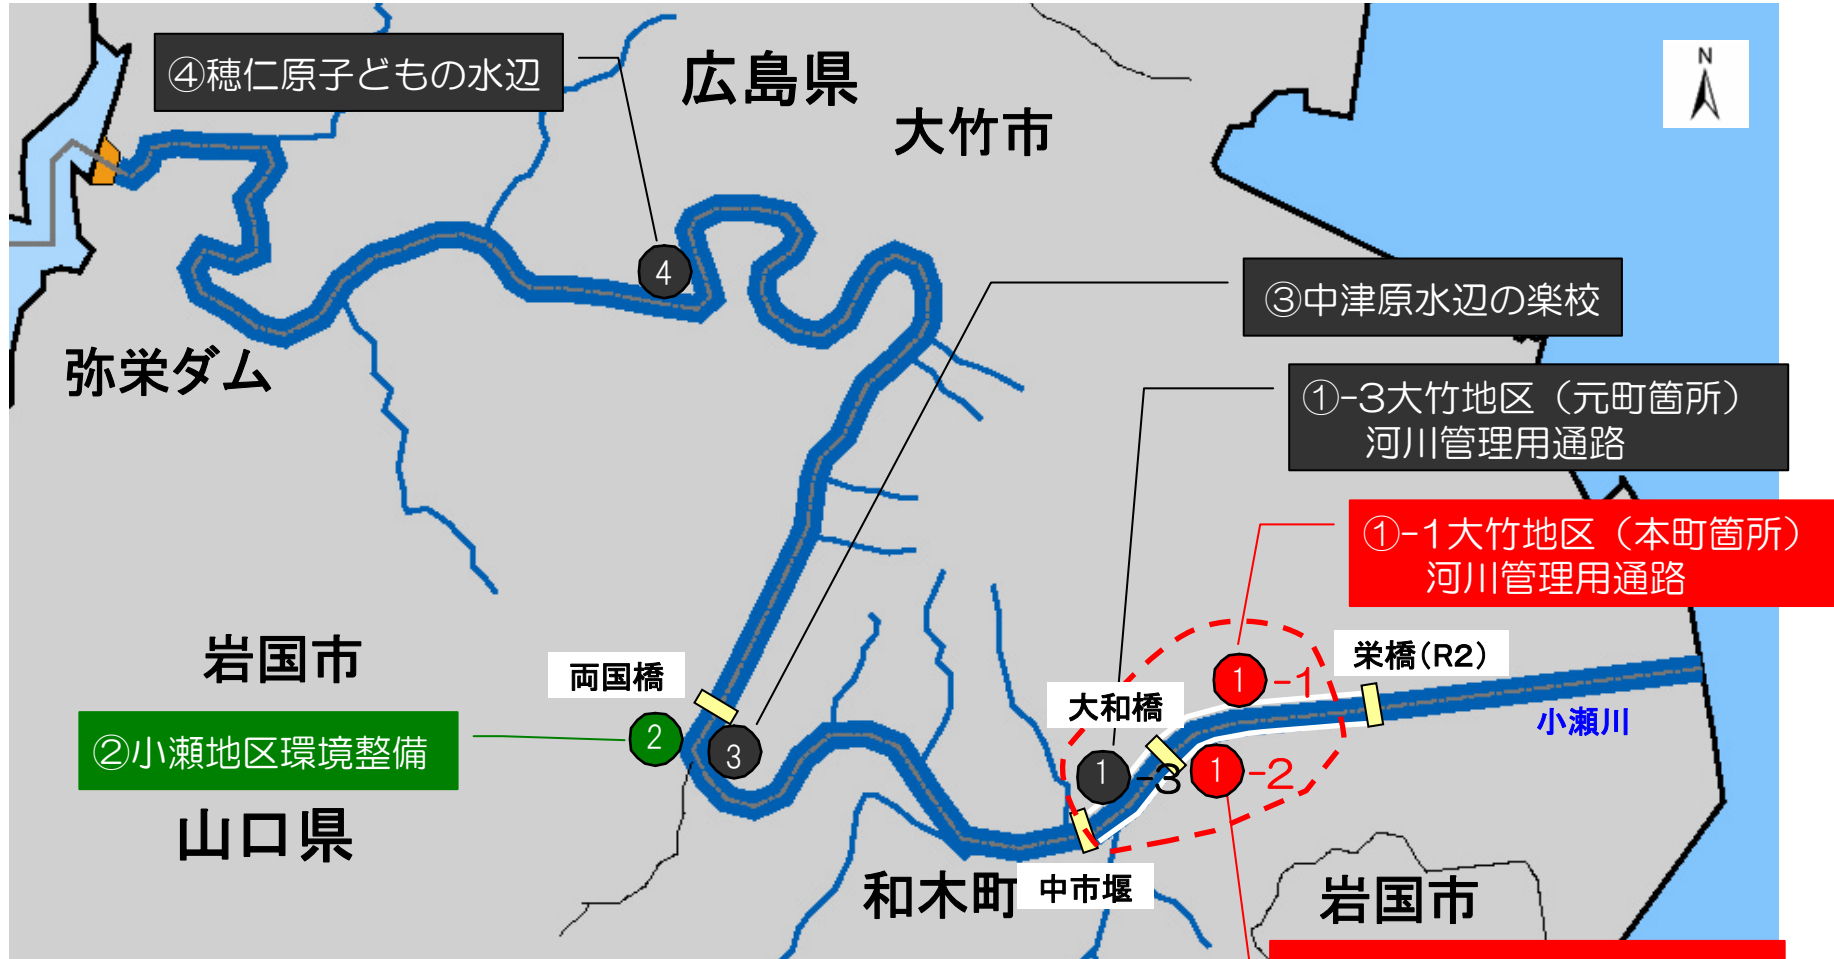 ④穂仁原子どもの水辺
広島県
大竹市
N
4
③中津原水辺の楽校
弥栄ダム
①-3大竹地区（元町箇所）
河川管理用通路
①-1大竹地区（本町箇所）
河川管理用通路
岩国市
両国橋
栄橋(R2)
1-1
大和橋
小瀬川
②小瀬地区環境整備
2
3
1-3
1-2
山口県
和木町
中市堰
岩国市